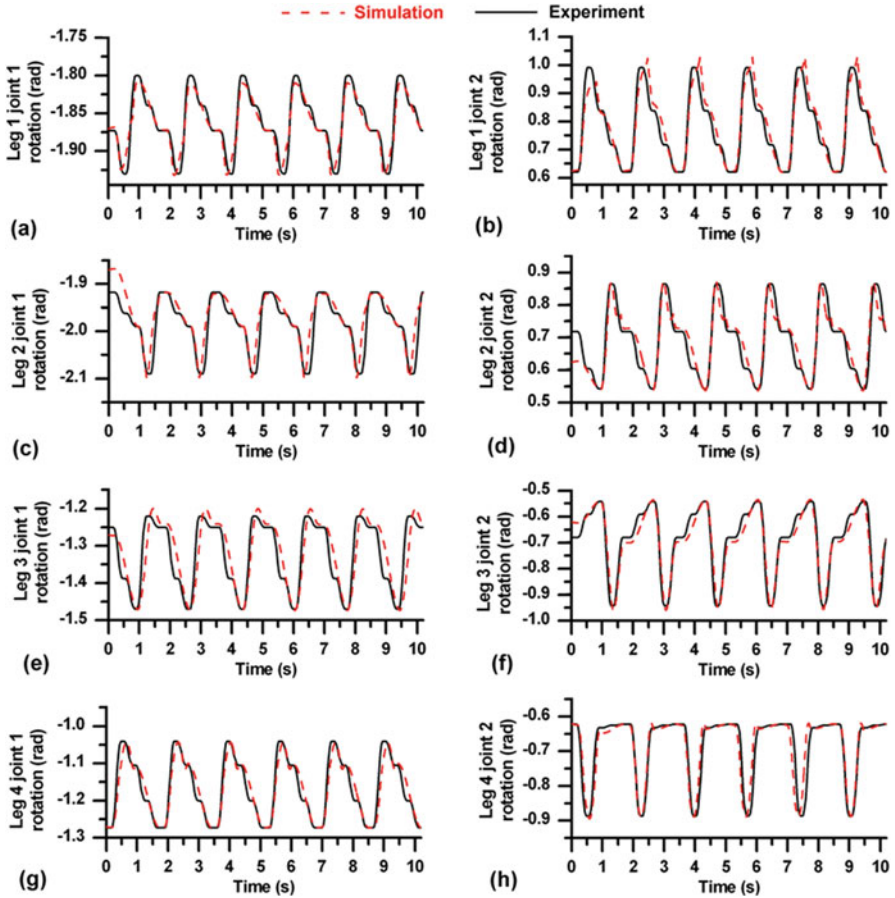 Simulation Experiment
Leg 1 joint 1
rotation (rad)
-1.75
-1.80
-1.85
-1.90
0 1 2 3 4 5 6 7 8 9 10
(a)
Time (s)
Leg 1 joint 2
rotation (rad)
1.1
1.0
0.9
0.8
0.7
0.6
0 1 2 3 4 5 6 7 8 9 10
(b)
Time (s)
Leg 2 joint 1
rotation (rad)
-1.9
-2.0
-2.1
0 1 2 3 4 5 6 7 8 9 10
(c)
Time (s)
Leg 2 joint 2
rotation (rad)
0.9
0.8
0.7
0.6
0.5
0 1 2 3 4 5 6 7 8 9 10
(d)
Time (s)
Leg 3 joint 1
rotation (rad)
-1.2
-1.3
-1.4
-1.5
0 1 2 3 4 5 6 7 8 9 10
(e)
Time (s)
Leg 3 joint 2
rotation (rad)
-0.5
-0.6
-0.7
-0.8
-0.9
-1.0
0 1 2 3 4 5 6 7 8 9 10
(f)
Time (s)
Leg 4 joint 1
rotation (rad)
-1.0
-1.1
-1.2
-1.3
0 1 2 3 4 5 6 7 8 9 10
(g)
Time (s)
Leg 4 joint 2
rotation (rad)
-0.6
-0.7
-0.8
-0.9
0 1 2 3 4 5 6 7 8 9 10
(h)
Time (s)